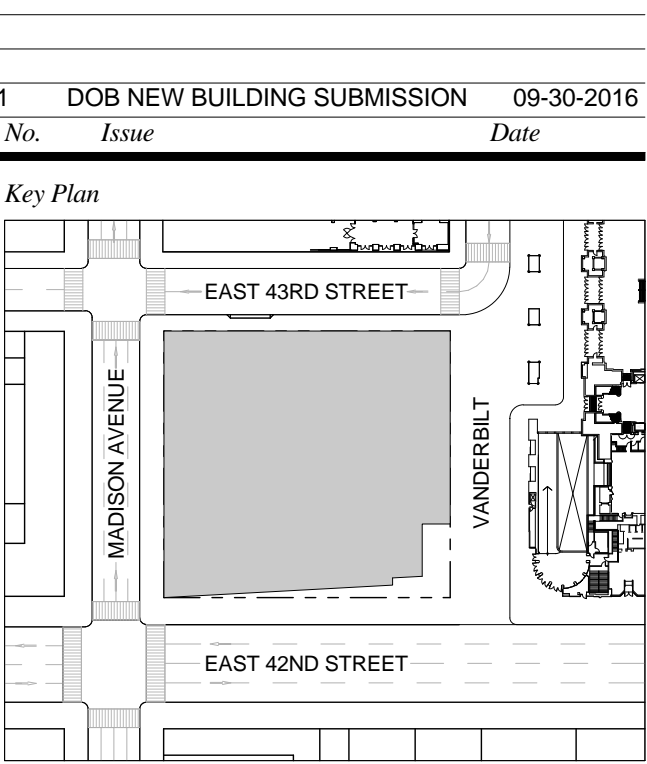 1 DOB NEW BUILDING SUBMISSION 09-30-2016
No. Issue Date
Key Plan
EAST 43RD STREET
MADISON AVENUE
VANDERBILT
EAST 42ND STREET